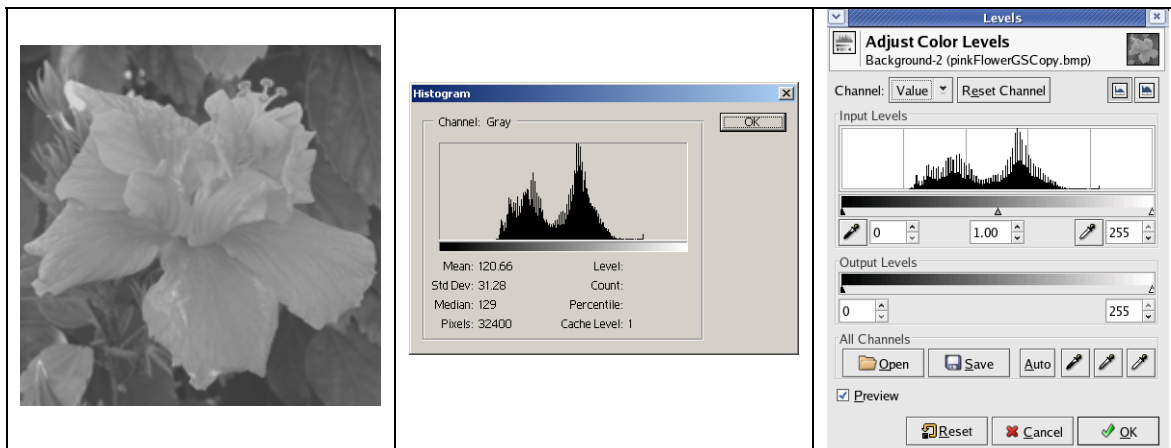 Histogram
Channel: Gray
OK
Mean: 120.66 Level:
Std Dev: 31.28 Count:
Median: 129 Percentile:
Pixels: 32400 Cache Level: 1
Levels
Adjust Color Levels
Background-2 (pinkFlowerGSCopy.bmp)
Channel: Value Reset Channel
Input Levels
0 1.00 255
Output Levels
0 255
All Channels
Open Save Auto
Preview
Reset Cancel OK